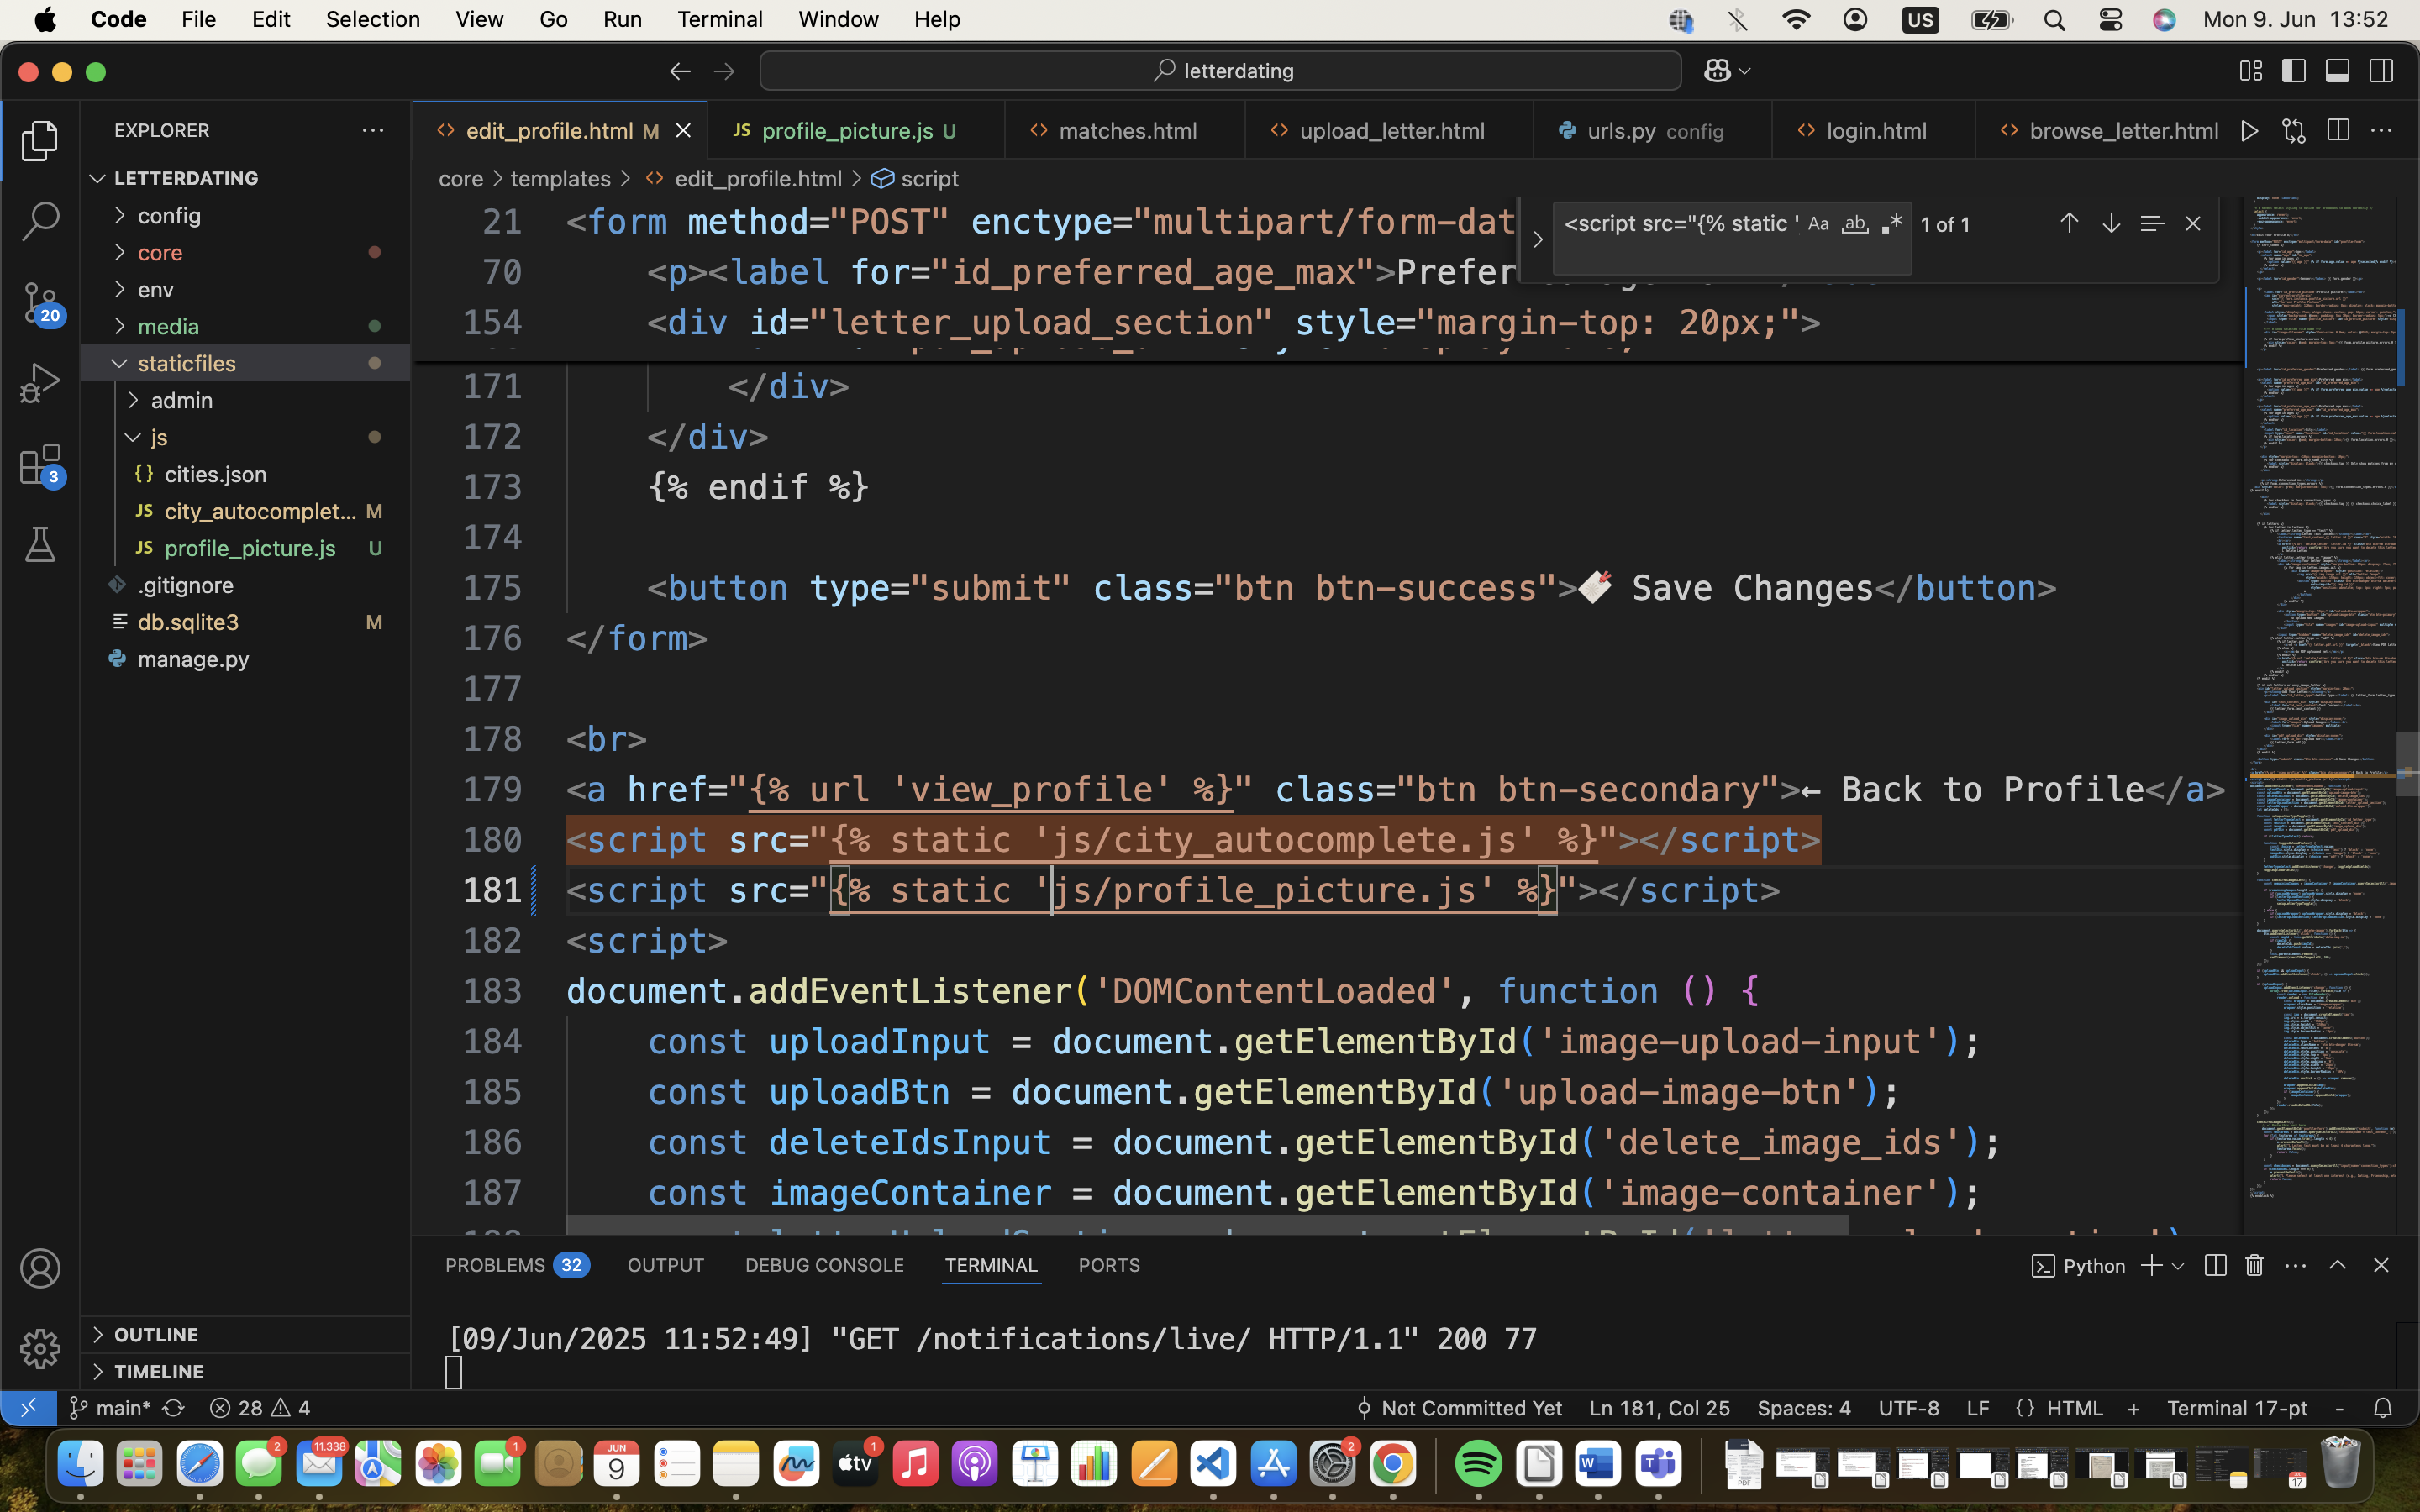 Code File Edit Selection View Go Run Terminal Window Help US Mon 9. Jun 13:52
letterdating
EXPLORER
edit_profile.html M
JS profile_picture.js U
matches.html
upload_letter.html
urls.py config
login.html
browse_letter.html
LETTERDATING
config
core
env
media
staticfiles
admin
js
{} cities.json
JS city_autocomplet... M
JS profile_picture.js U
.gitignore
db.sqlite3 M
manage.py
20
3
OUTLINE
TIMELINE
core > templates > edit_profile.html > script
<script src="{% static ' Aa ab .* 1 of 1
21 <form method="POST" enctype="multipart/form-dat
70 <p><label for="id_preferred_age_max">Prefer
154 <div id="letter_upload_section" style="margin-top: 20px;">
171 </div>
172 </div>
173 {% endif %}
174
175 <button type="submit" class="btn btn-success"> Save Changes</button>
176 </form>
177
178 <br>
179 <a href="{% url 'view_profile' %}" class="btn btn-secondary">← Back to Profile</a>
180 <script src="{% static 'js/city_autocomplete.js' %}"></script>
181 <script src="{% static 'js/profile_picture.js' %}"></script>
182 <script>
183 document.addEventListener('DOMContentLoaded', function () {
184 const uploadInput = document.getElementById('image-upload-input');
185 const uploadBtn = document.getElementById('upload-image-btn');
186 const deleteIdsInput = document.getElementById('delete_image_ids');
187 const imageContainer = document.getElementById('image-container');
PROBLEMS 32 OUTPUT DEBUG CONSOLE TERMINAL PORTS Python
[09/Jun/2025 11:52:49] "GET /notifications/live/ HTTP/1.1" 200 77
main* 28 4 Not Committed Yet Ln 181, Col 25 Spaces: 4 UTF-8 LF {} HTML + Terminal 17-pt -
2 11.338 1 JUN 9 tv 1 2 W T PDF 17